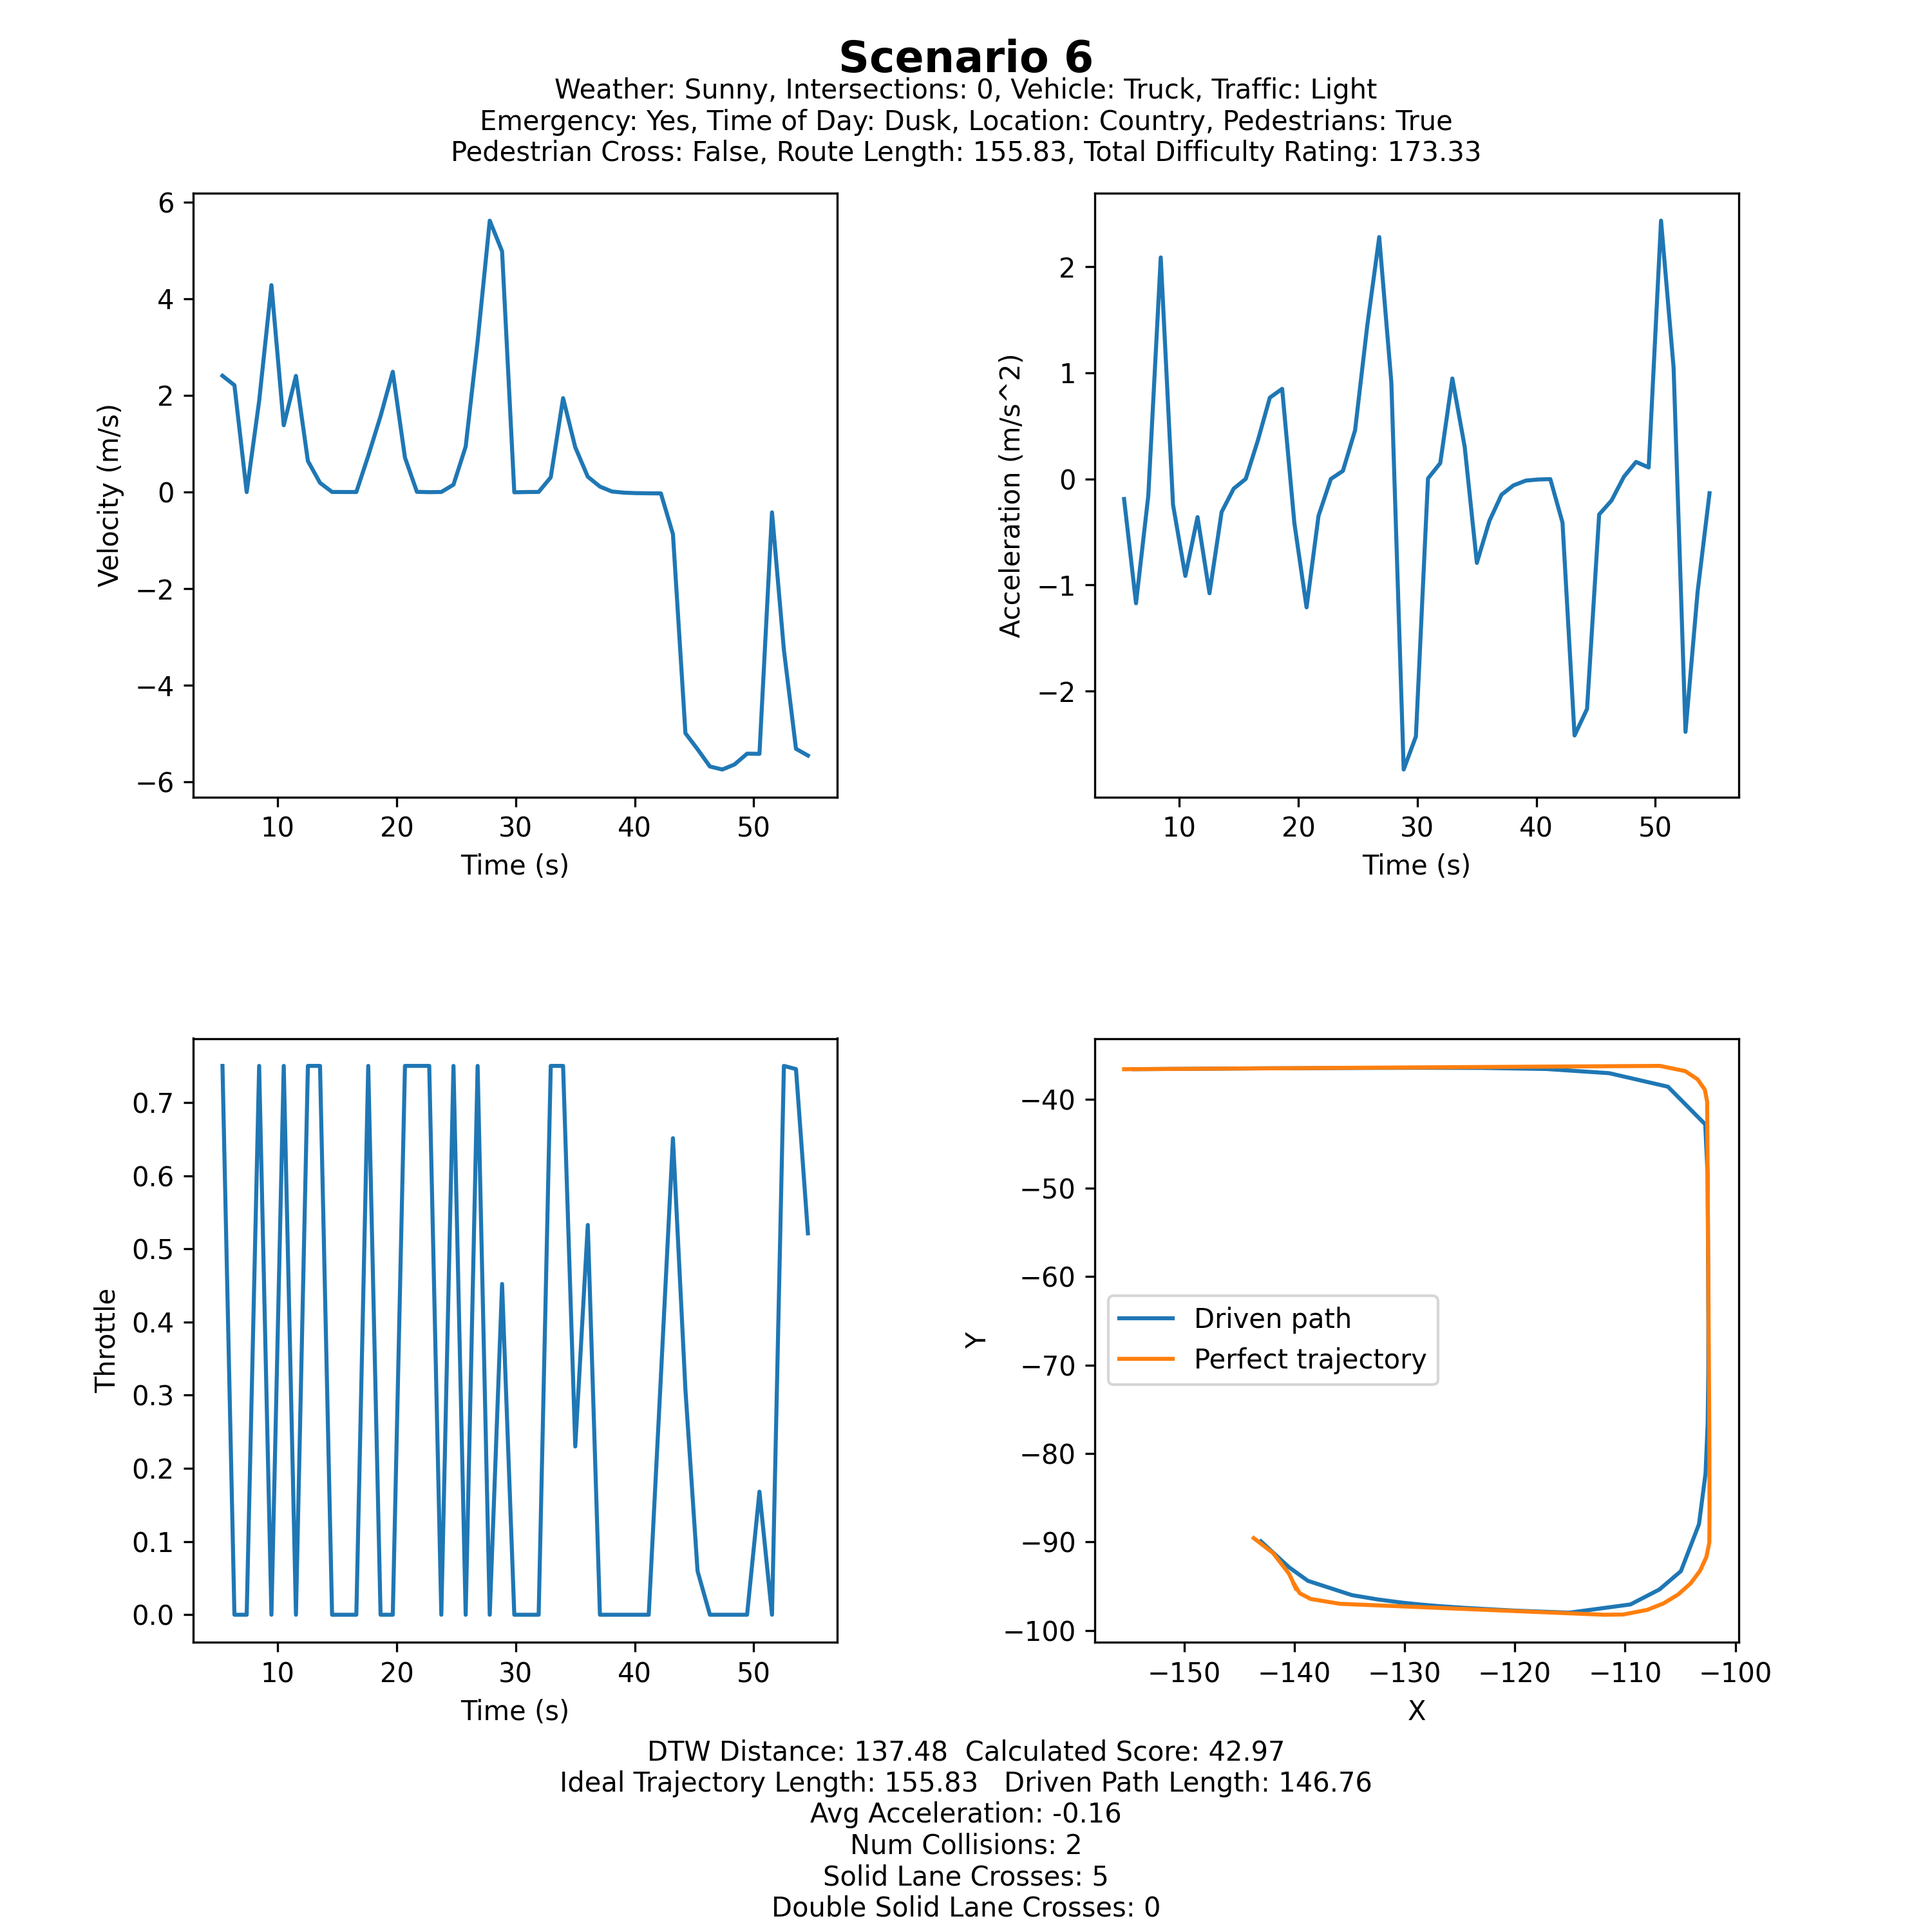 Scenario 6
Weather: Sunny, Intersections: 0, Vehicle: Truck, Traffic: Light
Emergency: Yes, Time of Day: Dusk, Location: Country, Pedestrians: True
Pedestrian Cross: False, Route Length: 155.83, Total Difficulty Rating: 173.33
6
4
2
0
−2
−4
−6
Velocity (m/s)
10 20 30 40 50
Time (s)
2
1
0
−1
−2
Acceleration (m/s^2)
10 20 30 40 50
Time (s)
0.7
0.6
0.5
0.4
0.3
0.2
0.1
0.0
Throttle
10 20 30 40 50
Time (s)
−40
−50
−60
−70
−80
−90
−100
Y
Driven path
Perfect trajectory
−150 −140 −130 −120 −110 −100
X
DTW Distance: 137.48 Calculated Score: 42.97
Ideal Trajectory Length: 155.83 Driven Path Length: 146.76
Avg Acceleration: -0.16
Num Collisions: 2
Solid Lane Crosses: 5
Double Solid Lane Crosses: 0